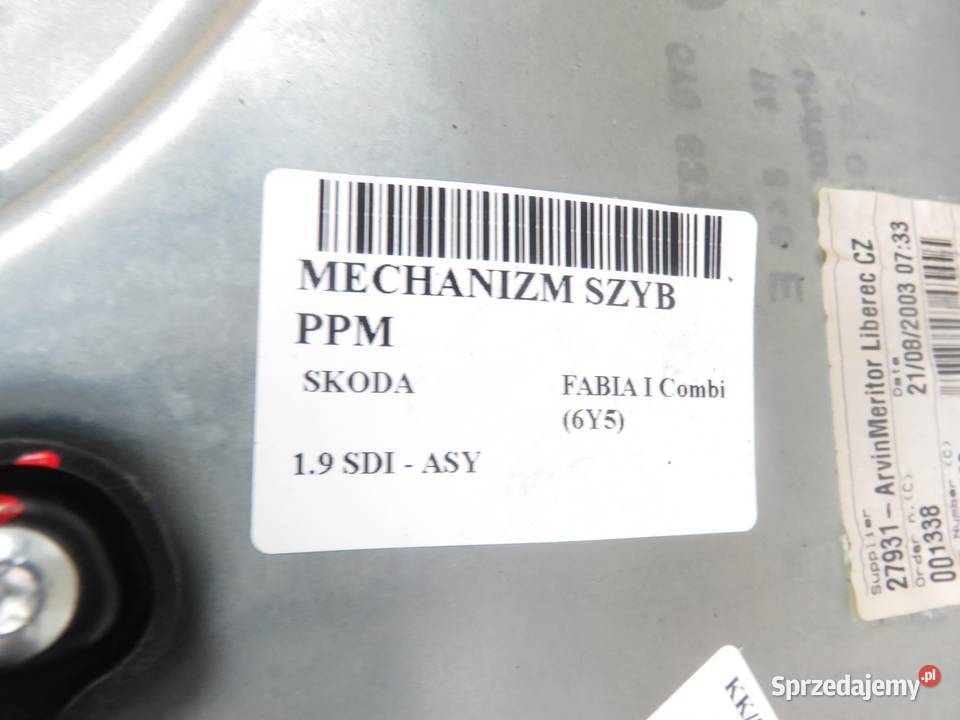 MECHANIZM SZYB
PPM
SKODA
FABIA I Combi
(6Y5)
1.9 SDI - ASY
Supplier
27931 - ArvinMeritor Liberec CZ
Order n.(C)
Date
001338
21/08/2003 07:33
Number (C)
KK/
Sprzedajemy.pl